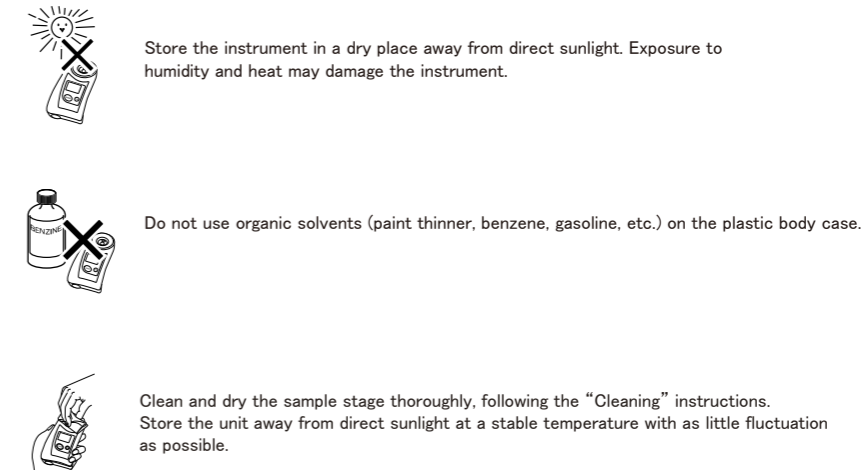 Store the instrument in a dry place away from direct sunlight. Exposure to
humidity and heat may damage the instrument.
BENZINE
Do not use organic solvents (paint thinner, benzene, gasoline, etc.) on the plastic body case.
Clean and dry the sample stage thoroughly, following the “Cleaning” instructions.
Store the unit away from direct sunlight at a stable temperature with as little fluctuation
as possible.